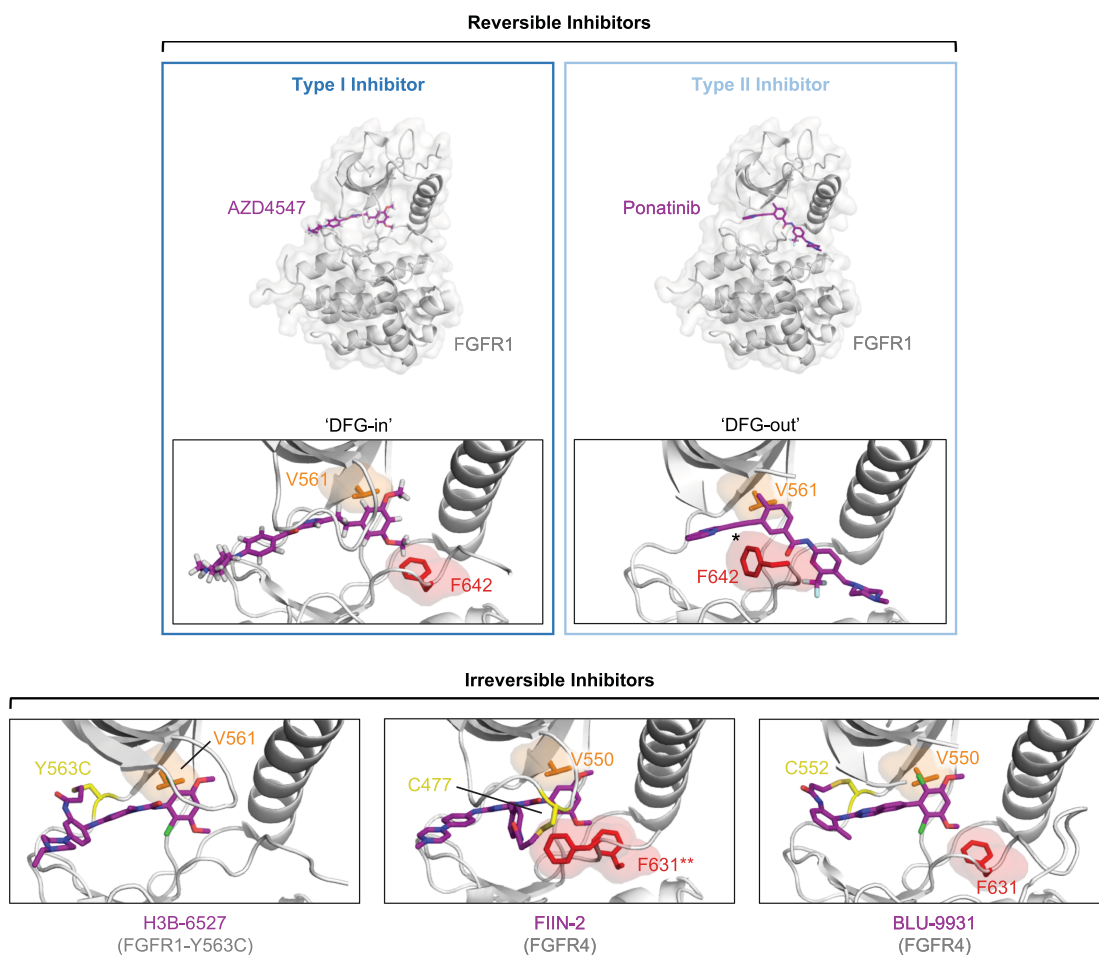 Reversible Inhibitors
Type I Inhibitor
Type II Inhibitor
AZD4547
Ponatinib
FGFR1
FGFR1
‘DFG-in’
‘DFG-out’
V561
F642
V561
*
F642
Irreversible Inhibitors
V561
Y563C
V550
C477
F631**
V550
C552
F631
H3B-6527
(FGFR1-Y563C)
FIIN-2
(FGFR4)
BLU-9931
(FGFR4)